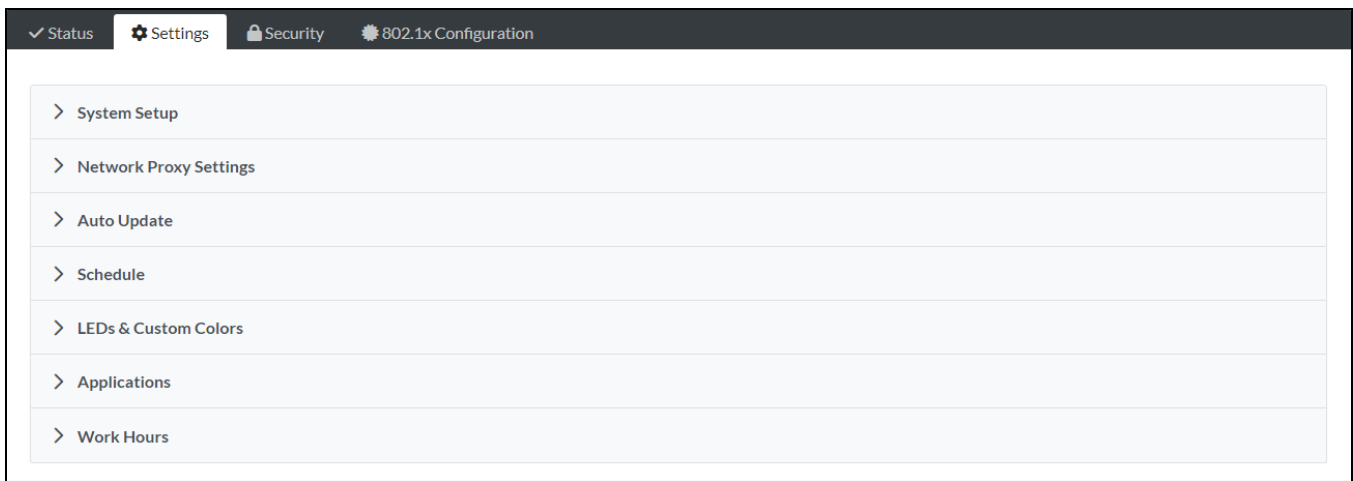 Status Settings Security 802.1x Configuration
System Setup
Network Proxy Settings
Auto Update
Schedule
LEDs & Custom Colors
Applications
Work Hours